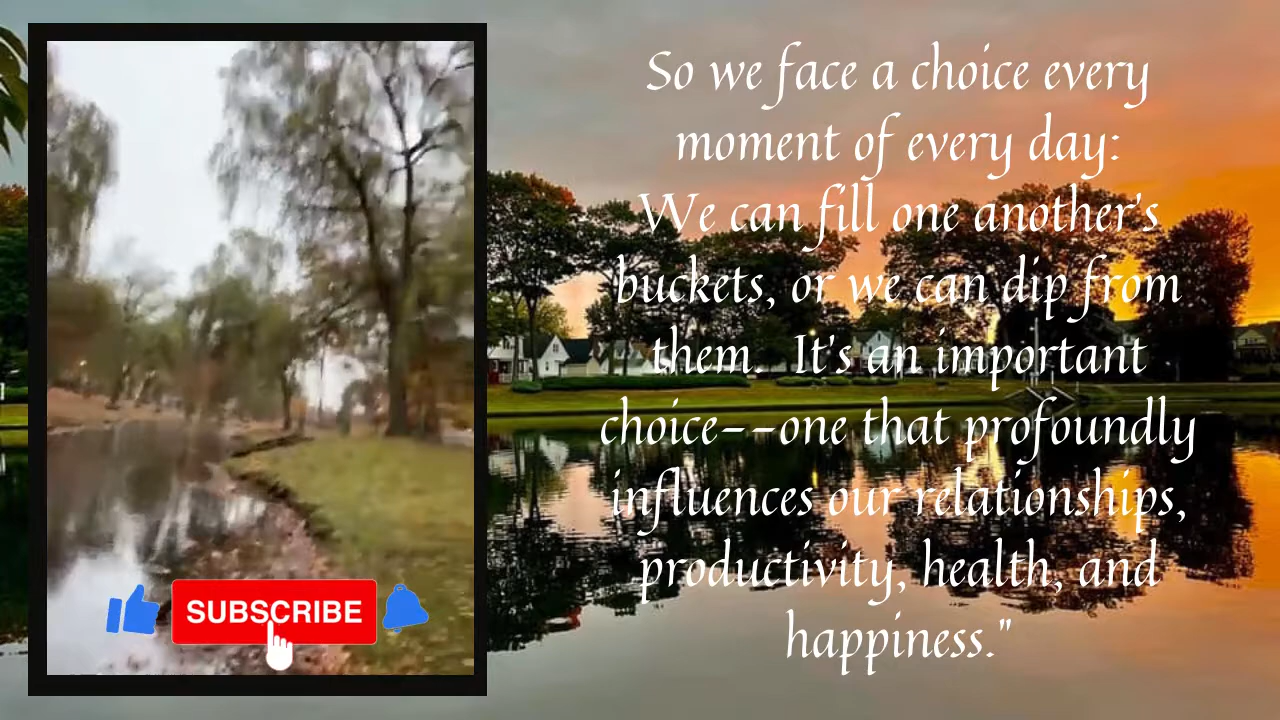 So we face a choice every
moment of every day:
We can fill one another's
buckets, or we can dip from
them.  It's an important
choice--one that profoundly
influences our relationships,
productivity, health, and
happiness."
SUBSCRIBE